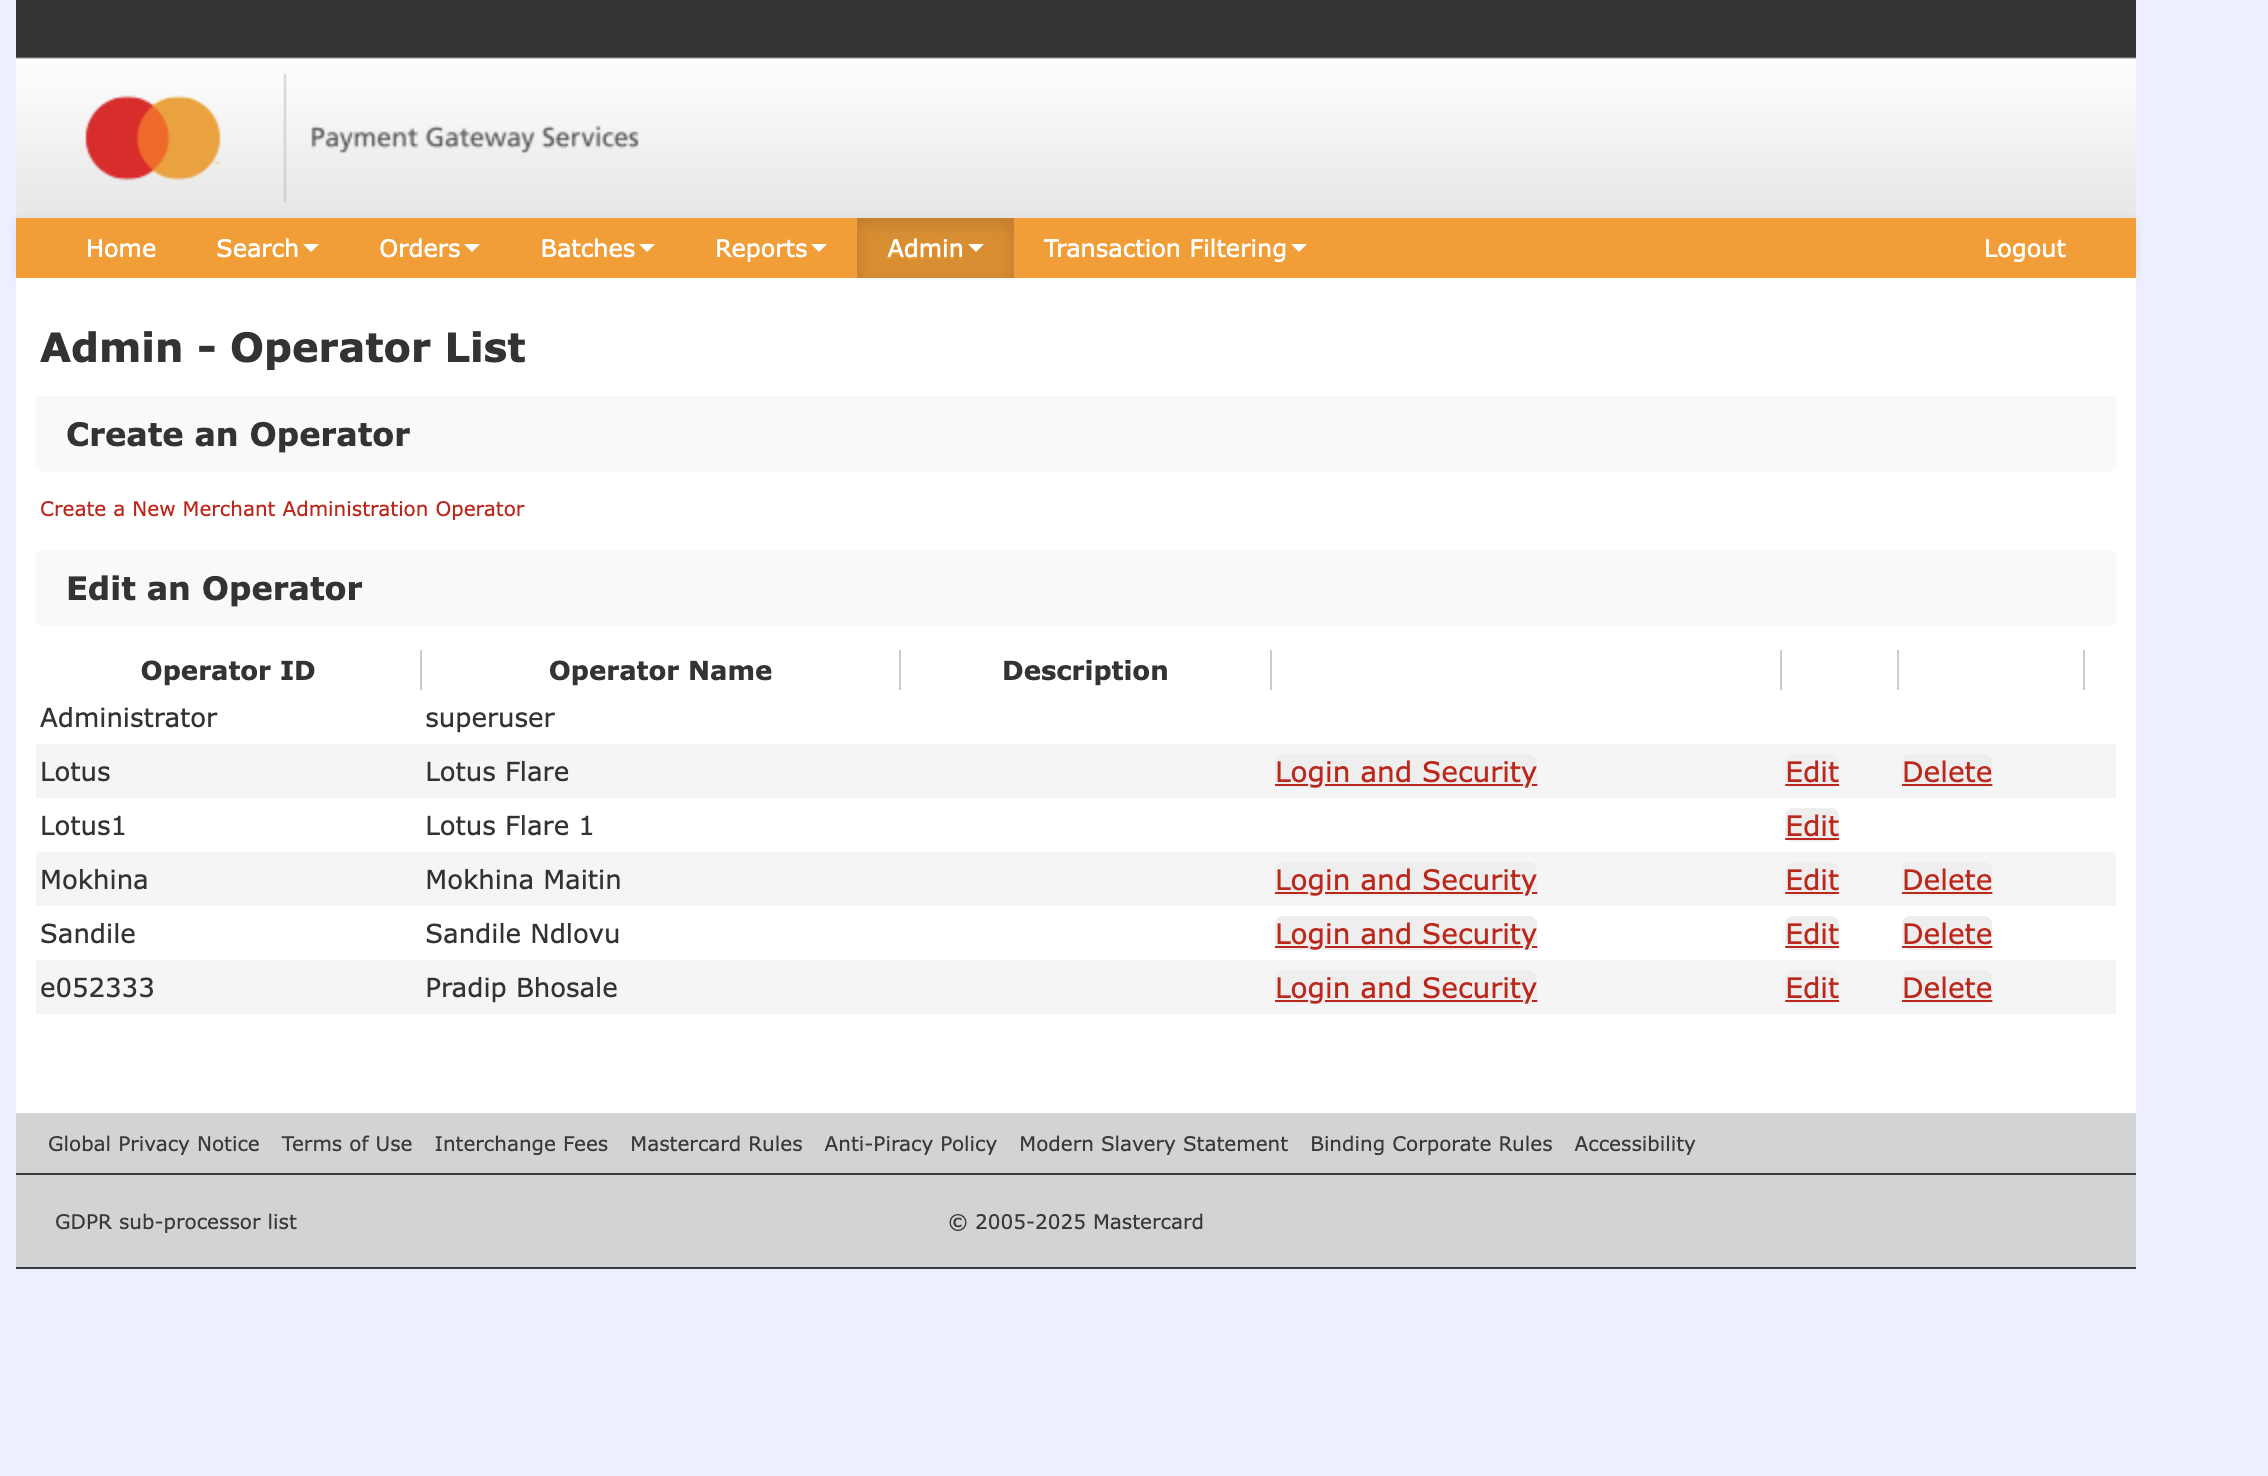 Payment Gateway Services
Home Search Orders Batches Reports Admin Transaction Filtering Logout
Admin - Operator List
Create an Operator
Create a New Merchant Administration Operator
Edit an Operator
Operator ID Operator Name Description
Administrator superuser
Lotus Lotus Flare Login and Security Edit Delete
Lotus1 Lotus Flare 1 Edit
Mokhina Mokhina Maitin Login and Security Edit Delete
Sandile Sandile Ndlovu Login and Security Edit Delete
e052333 Pradip Bhosale Login and Security Edit Delete
Global Privacy Notice Terms of Use Interchange Fees Mastercard Rules Anti-Piracy Policy Modern Slavery Statement Binding Corporate Rules Accessibility
GDPR sub-processor list © 2005-2025 Mastercard